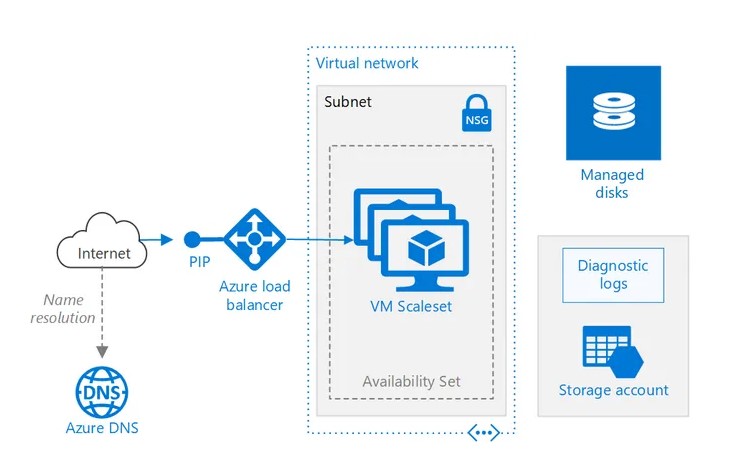 Virtual network
Subnet
NSG
Managed
disks
Internet
PIP
Azure load
balancer
VM Scaleset
Diagnostic
logs
Name
resolution
Availability Set
Storage account
DNS
Azure DNS